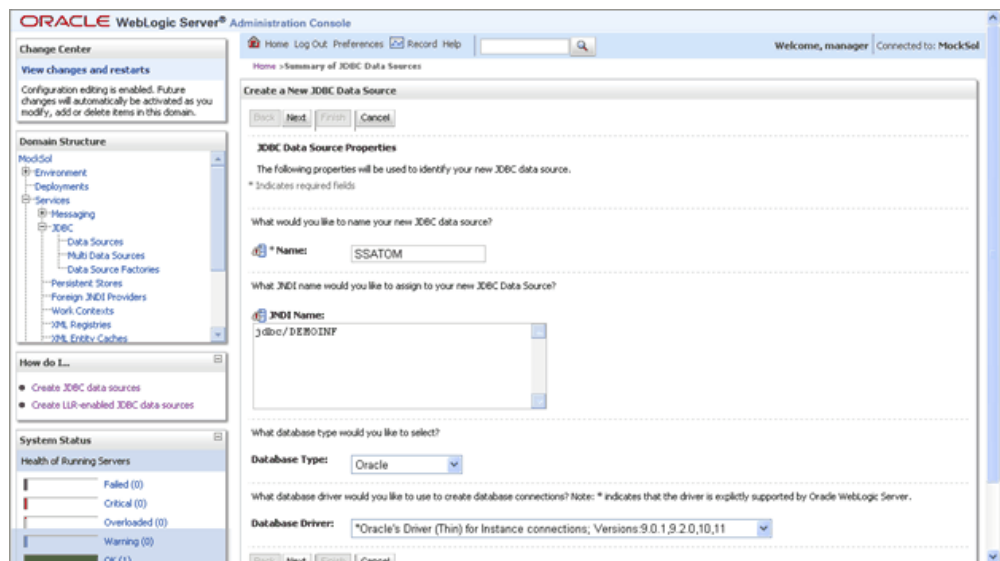 ORACLE WebLogic Server® Administration Console
Change Center
View changes and restarts
Configuration editing is enabled. Future
changes will automatically be activated as you
modify, add or delete items in this domain.
Domain Structure
MockSol
Environment
Deployments
Services
Messaging
JDBC
Data Sources
Multi Data Sources
Data Source Factories
Persistent Stores
Foreign JNDI Providers
Work Contexts
XML Registries
XML Entity Caches
How do I...
Create JDBC data sources
Create LLR-enabled JDBC data sources
System Status
Health of Running Servers
Failed (0)
Critical (0)
Overloaded (0)
Warning (0)
OK (1)
Home Log Out Preferences Record Help
Welcome, manager Connected to: MockSol
Home >Summary of JDBC Data Sources
Create a New JDBC Data Source
Back Next Finish Cancel
JDBC Data Source Properties
The following properties will be used to identify your new JDBC data source.
* Indicates required fields
What would you like to name your new JDBC data source?
* Name: SSATOM
What JNDI name would you like to assign to your new JDBC Data Source?
JNDI Name:
jdbc/DEMOINF
What database type would you like to select?
Database Type: Oracle
What database driver would you like to use to create database connections? Note: * indicates that the driver is explictly supported by Oracle WebLogic Server.
Database Driver: *Oracle's Driver (Thin) for Instance connections; Versions:9.0.1,9.2.0,10,11
Back Next Finish Cancel